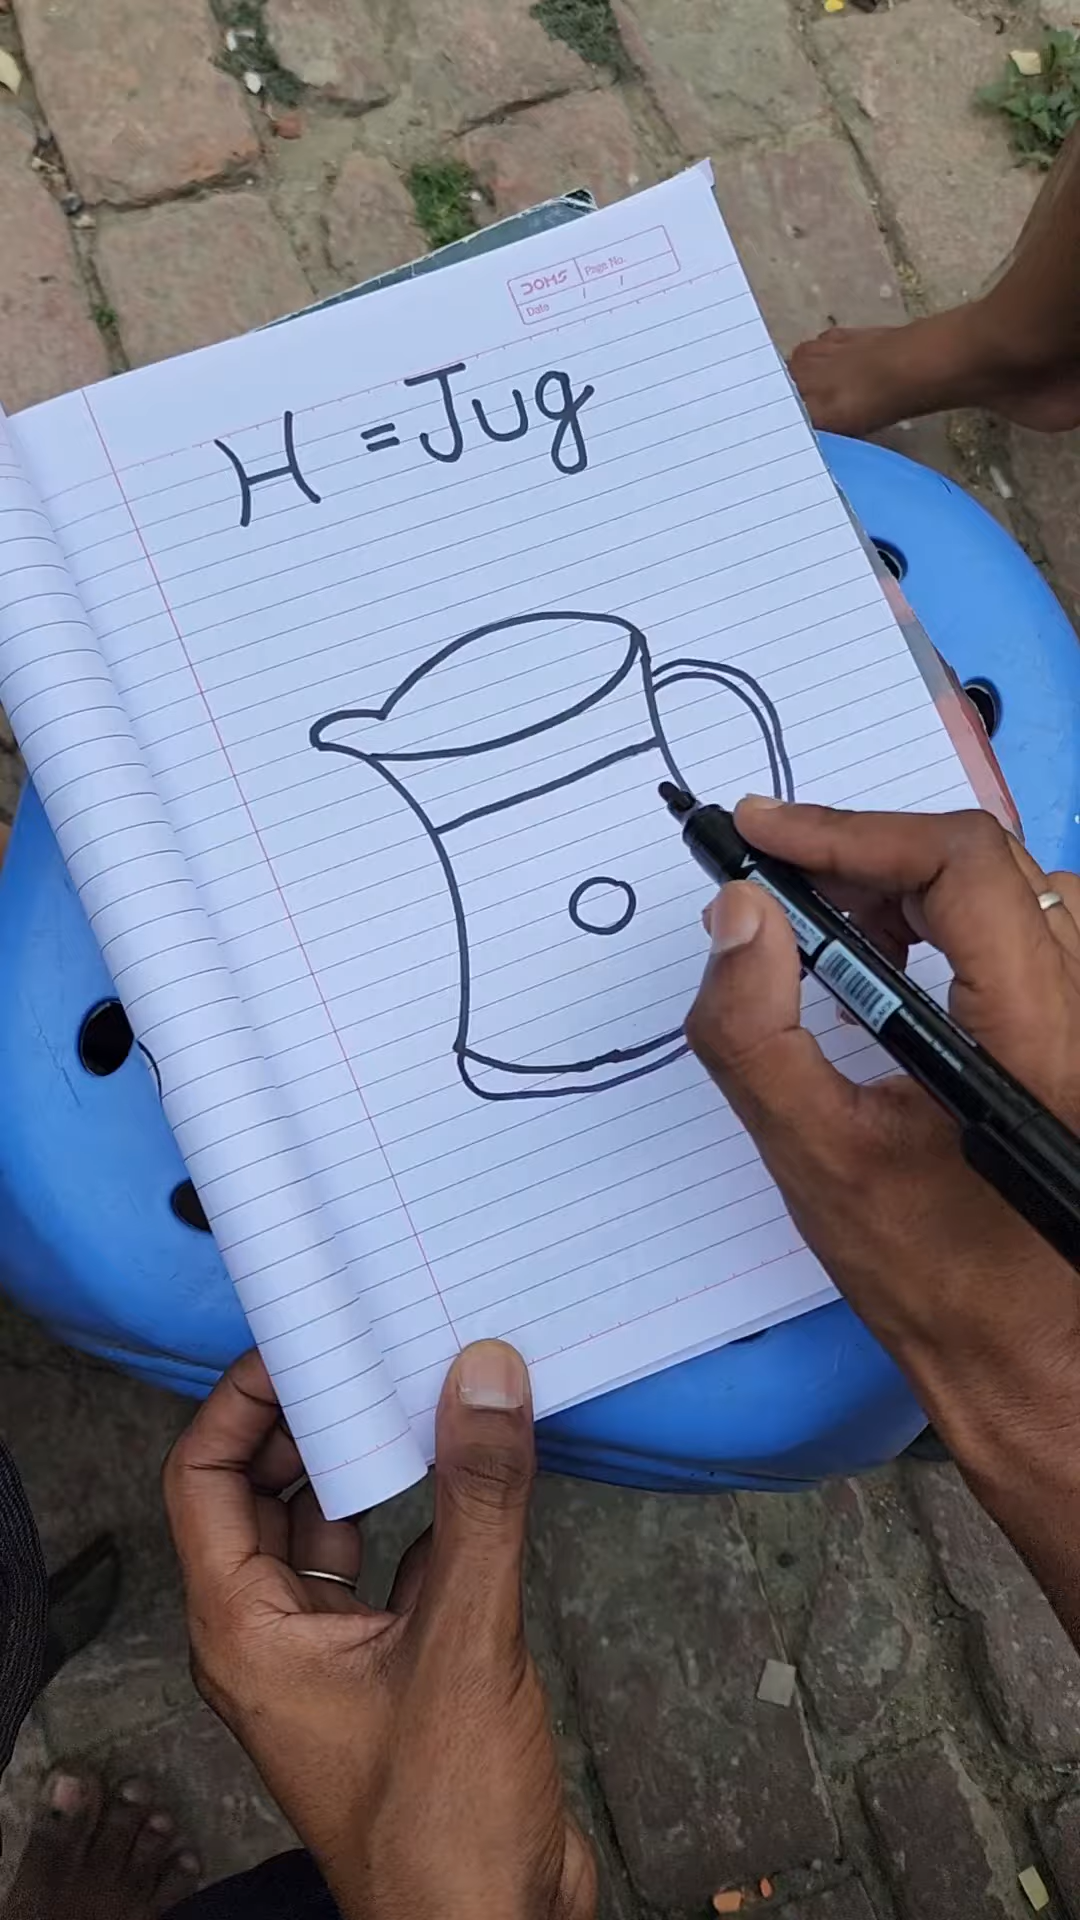 DOMS Page No.
Date / /
H = Jug